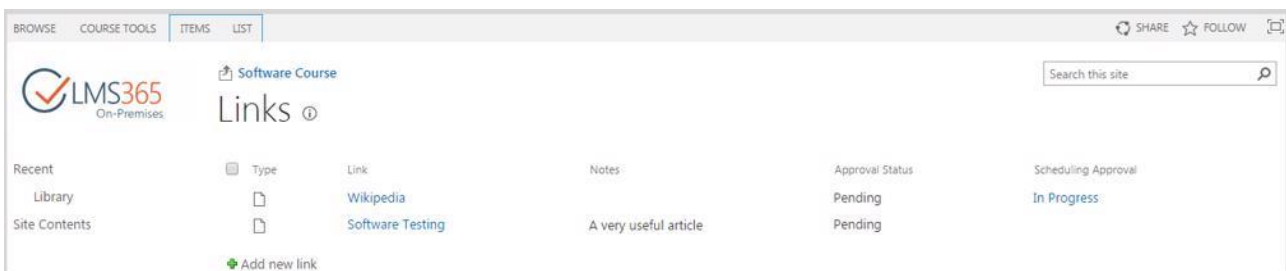 BROWSE COURSE TOOLS ITEMS LIST SHARE FOLLOW
LMS365
On-Premises
Software Course
Links
Search this site
Recent
Library
Site Contents
Type Link Notes Approval Status Scheduling Approval
Wikipedia Pending In Progress
Software Testing A very useful article Pending
Add new link